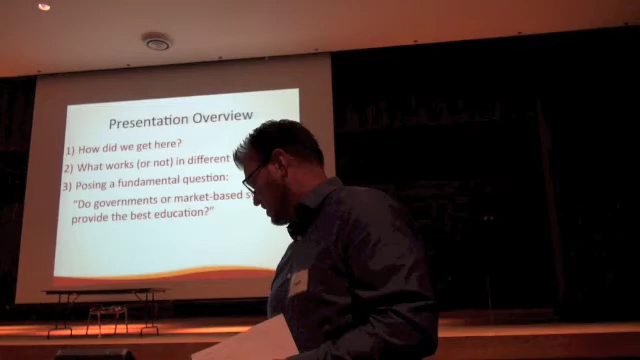 Presentation Overview
1) How did we get here?
2) What works (or not) in different
3) Posing a fundamental question:
"Do governments or market-based
provide the best education?"